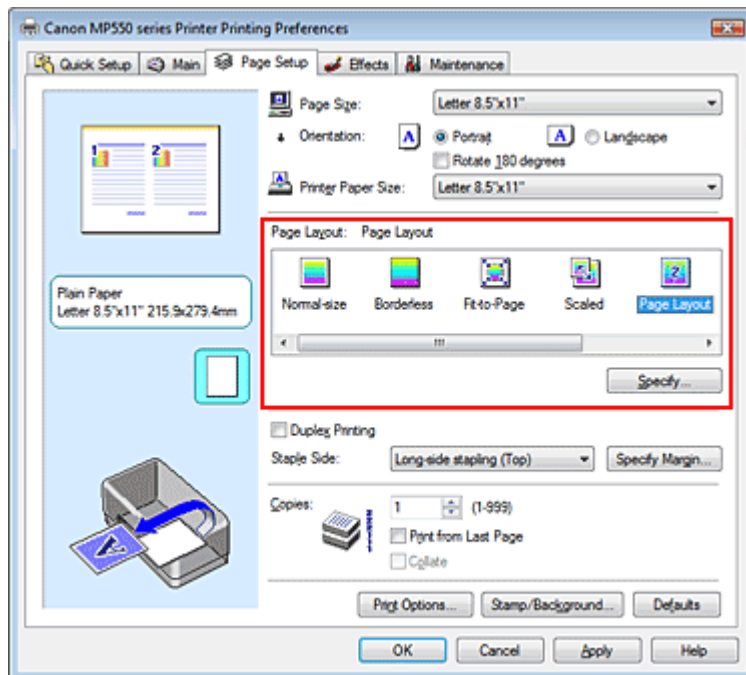 Canon MP550 series Printer Printing Preferences
Quick Setup Main Page Setup Effects Maintenance
Page Size: Letter 8.5"x11"
Orientation: A Portrait A Landscape
Rotate 180 degrees
Printer Paper Size: Letter 8.5"x11"
1 2
Page Layout: Page Layout
Normal-size Borderless Fit-to-Page Scaled Page Layout
Plain Paper
Letter 8.5"x11" 215.9x279.4mm
Specify...
Duplex Printing
Staple Side: Long-side stapling (Top) Specify Margin...
Copies: 1 (1-999)
Print from Last Page
Collate
Print Options... Stamp/Background... Defaults
OK Cancel Apply Help